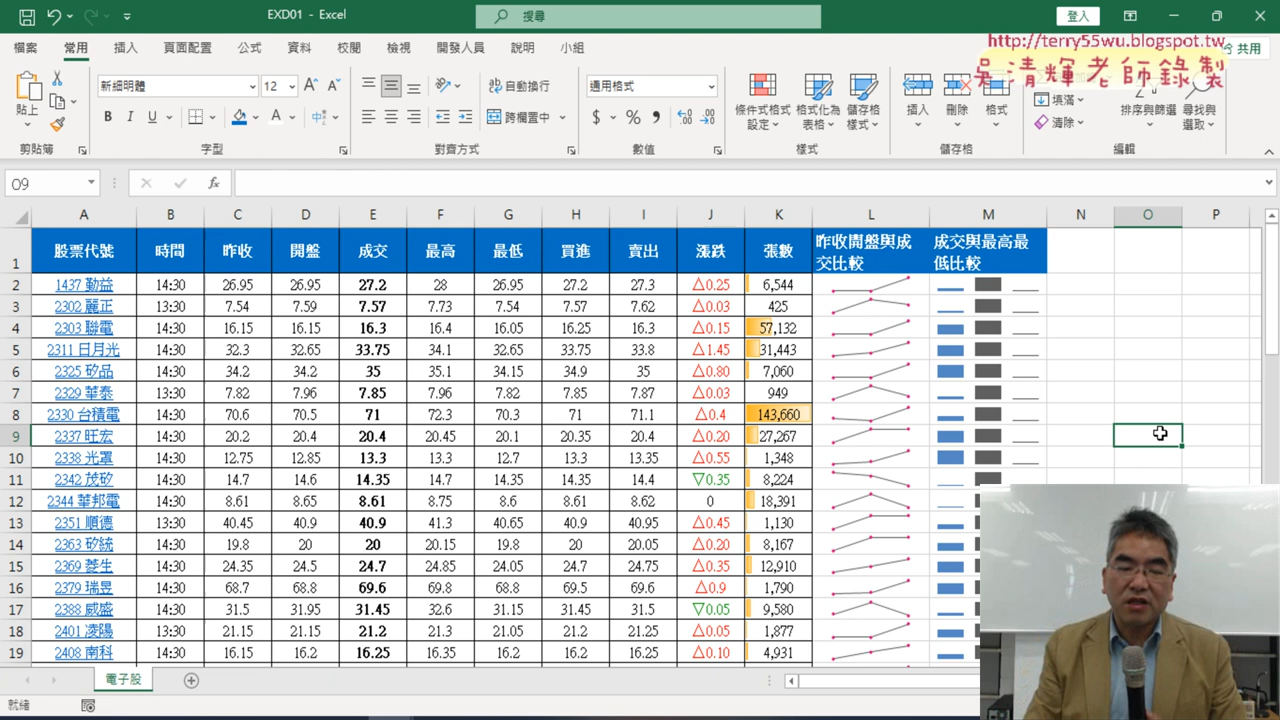 EXD01 - Excel
搜尋
登入
http://terry55wu.blogspot.tw
吳清輝老師錄製
檔案 常用 插入 頁面配置 公式 資料 校閱 檢視 開發人員 說明 小組 共用
新細明體 12 自動換行 通用格式
貼上 B I U A 跨欄置中 $ % 條件式格式設定 格式化為表格 儲存格樣式 插入 刪除 格式 填滿 清除 排序與篩選 尋找與選取
剪貼簿 字型 對齊方式 數值 樣式 儲存格 編輯
O9 fx
A B C D E F G H I J K L M N O P
1 股票代號 時間 昨收 開盤 成交 最高 最低 買進 賣出 漲跌 張數 昨收開盤與成交比較 成交與最高最低比較
2 1437 勤益 14:30 26.95 26.95 27.2 28 26.95 27.2 27.3 △0.25 6,544
3 2302 麗正 13:30 7.54 7.59 7.57 7.73 7.54 7.57 7.62 △0.03 425
4 2303 聯電 14:30 16.15 16.15 16.3 16.4 16.05 16.25 16.3 △0.15 57,132
5 2311 日月光 14:30 32.3 32.65 33.75 34.1 32.65 33.75 33.8 △1.45 31,443
6 2325 矽品 14:30 34.2 34.2 35 35.1 34.15 34.9 35 △0.80 7,060
7 2329 華泰 13:30 7.82 7.96 7.85 7.96 7.82 7.85 7.87 △0.03 949
8 2330 台積電 14:30 70.6 70.5 71 72.3 70.3 71 71.1 △0.4 143,660
9 2337 旺宏 14:30 20.2 20.4 20.4 20.45 20.1 20.35 20.4 △0.20 27,267
10 2338 光罩 14:30 12.75 12.85 13.3 13.3 12.7 13.3 13.35 △0.55 1,348
11 2342 茂矽 14:30 14.7 14.6 14.35 14.7 14.35 14.35 14.4 ▽0.35 8,224
12 2344 華邦電 14:30 8.61 8.65 8.61 8.75 8.6 8.61 8.62 0 18,391
13 2351 順德 13:30 40.45 40.9 40.9 41.3 40.65 40.9 40.95 △0.45 1,130
14 2363 矽統 14:30 19.8 20 20 20.15 19.8 20 20.05 △0.20 8,167
15 2369 菱生 14:30 24.35 24.5 24.7 24.85 24.05 24.7 24.75 △0.35 12,910
16 2379 瑞昱 14:30 68.7 68.8 69.6 69.8 68.8 69.5 69.6 △0.9 1,790
17 2388 威盛 14:30 31.5 31.95 31.45 32.6 31.15 31.45 31.5 ▽0.05 9,580
18 2401 凌陽 13:30 21.15 21.15 21.2 21.3 21.05 21.2 21.25 △0.05 1,877
19 2408 南科 14:30 16.15 16.2 16.25 16.35 16.2 16.2 16.25 △0.10 4,931
電子股
就緒